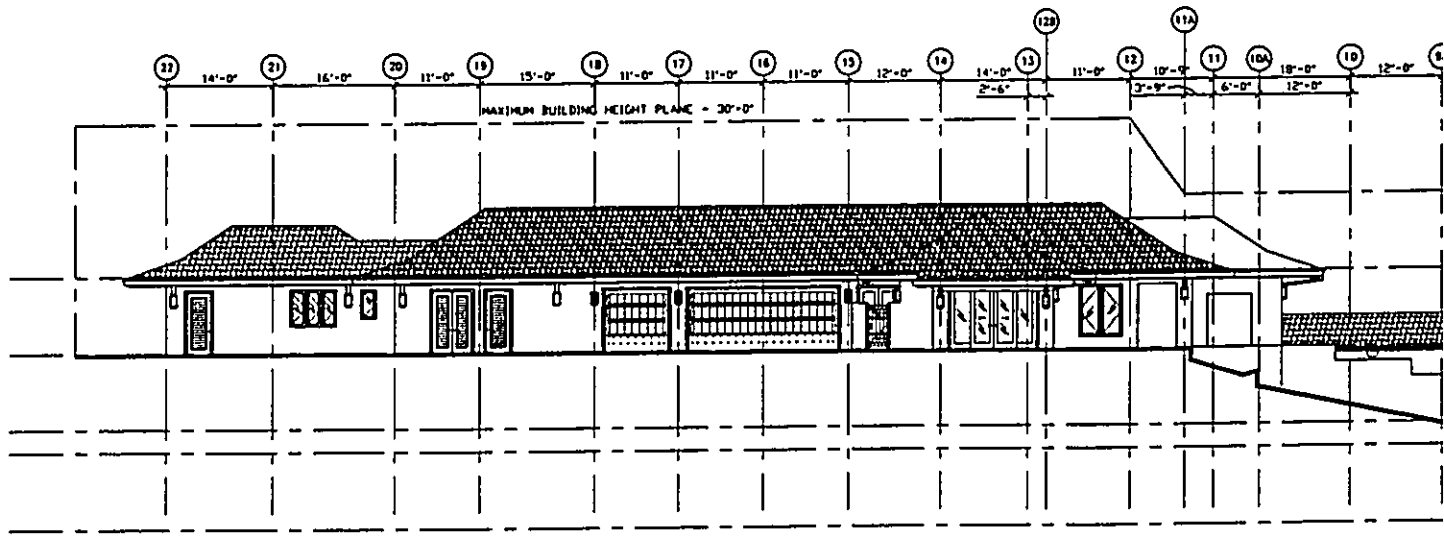 12B 11A
22 21 20 19 18 17 16 15 14 13 12 11 10A 10
14'-0" 16'-0" 11'-0" 15'-0" 11'-0" 11'-0" 11'-0" 12'-0" 14'-0" 11'-0" 10'-9" 18'-0" 12'-0"
2'-6" 3'-9" 6'-0" 12'-0"
MAXIMUM BUILDING HEIGHT PLANE - 30'-0"